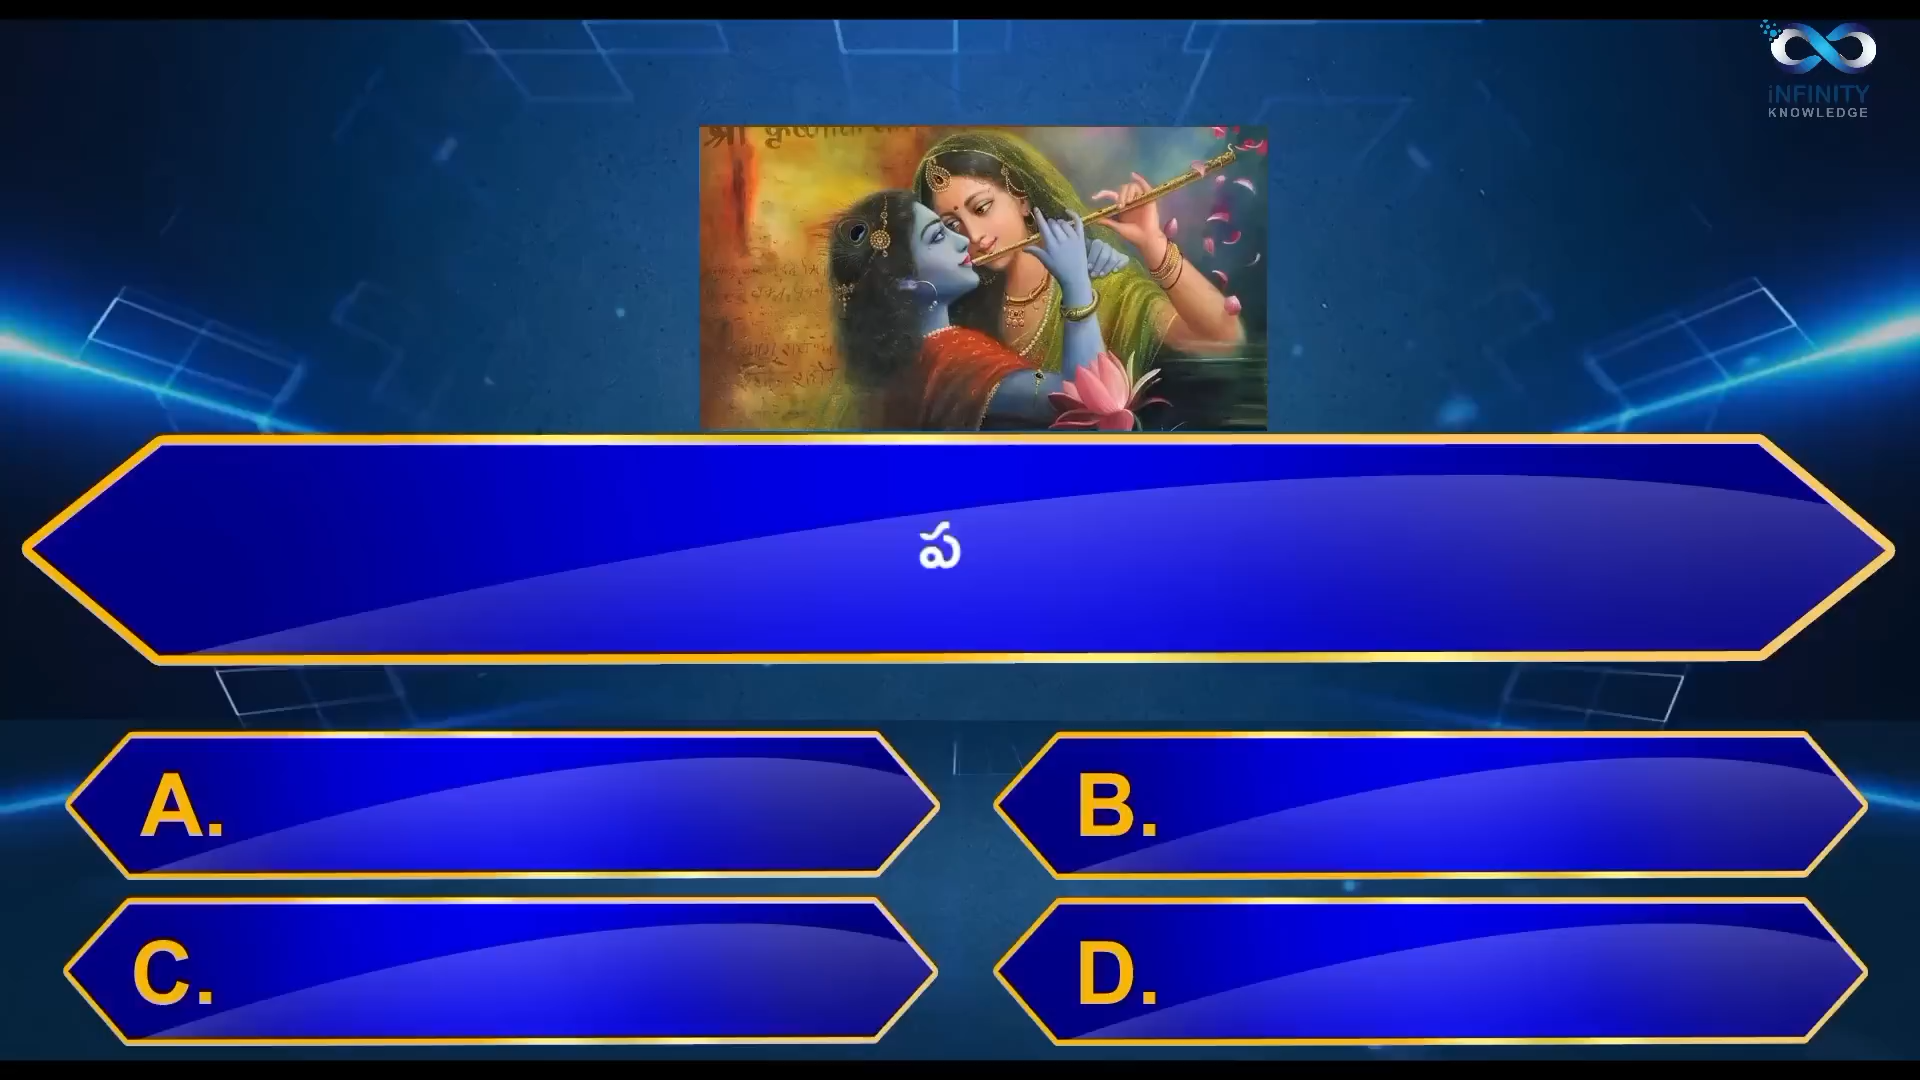 iNFINITY
KNOWLEDGE
ప
A.
B.
C.
D.